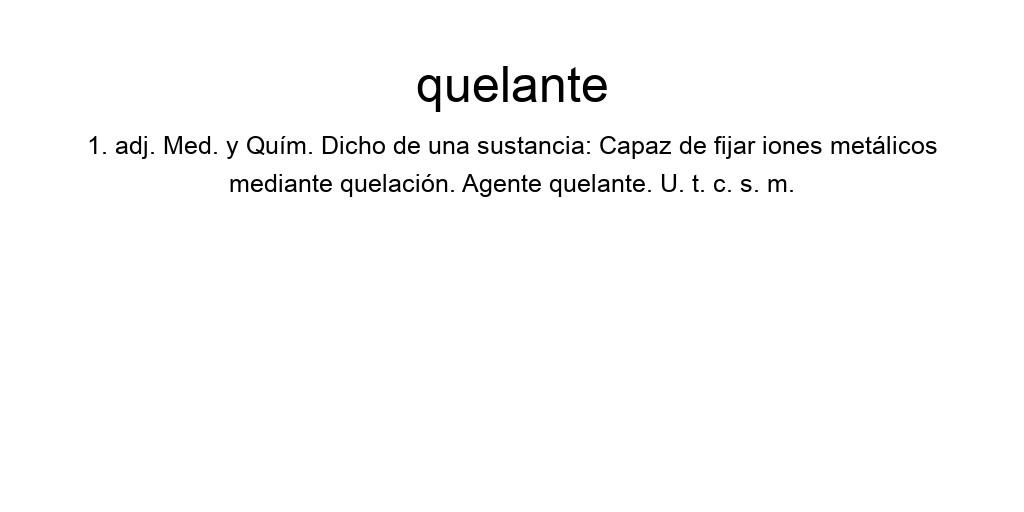 quelante
1. adj. Med. y Quím. Dicho de una sustancia: Capaz de fijar iones metálicos
mediante quelación. Agente quelante. U. t. c. s. m.